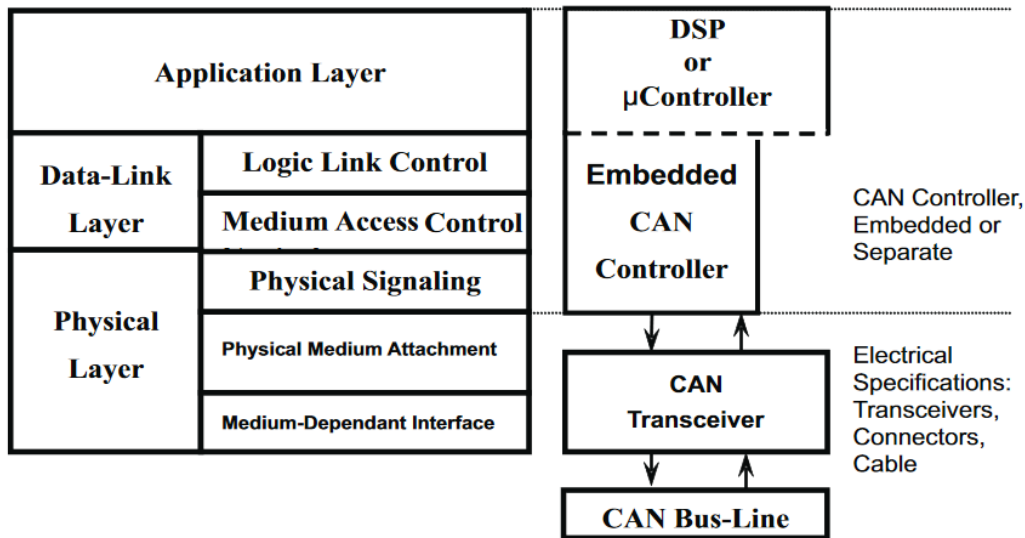 Application Layer
Data-Link
Layer
Logic Link Control
Medium Access Control
Physical
Layer
Physical Signaling
Physical Medium Attachment
Medium-Dependant Interface
DSP
or
µController
Embedded
CAN
Controller
CAN
Transceiver
CAN Bus-Line
CAN Controller,
Embedded or
Separate
Electrical
Specifications:
Transceivers,
Connectors,
Cable